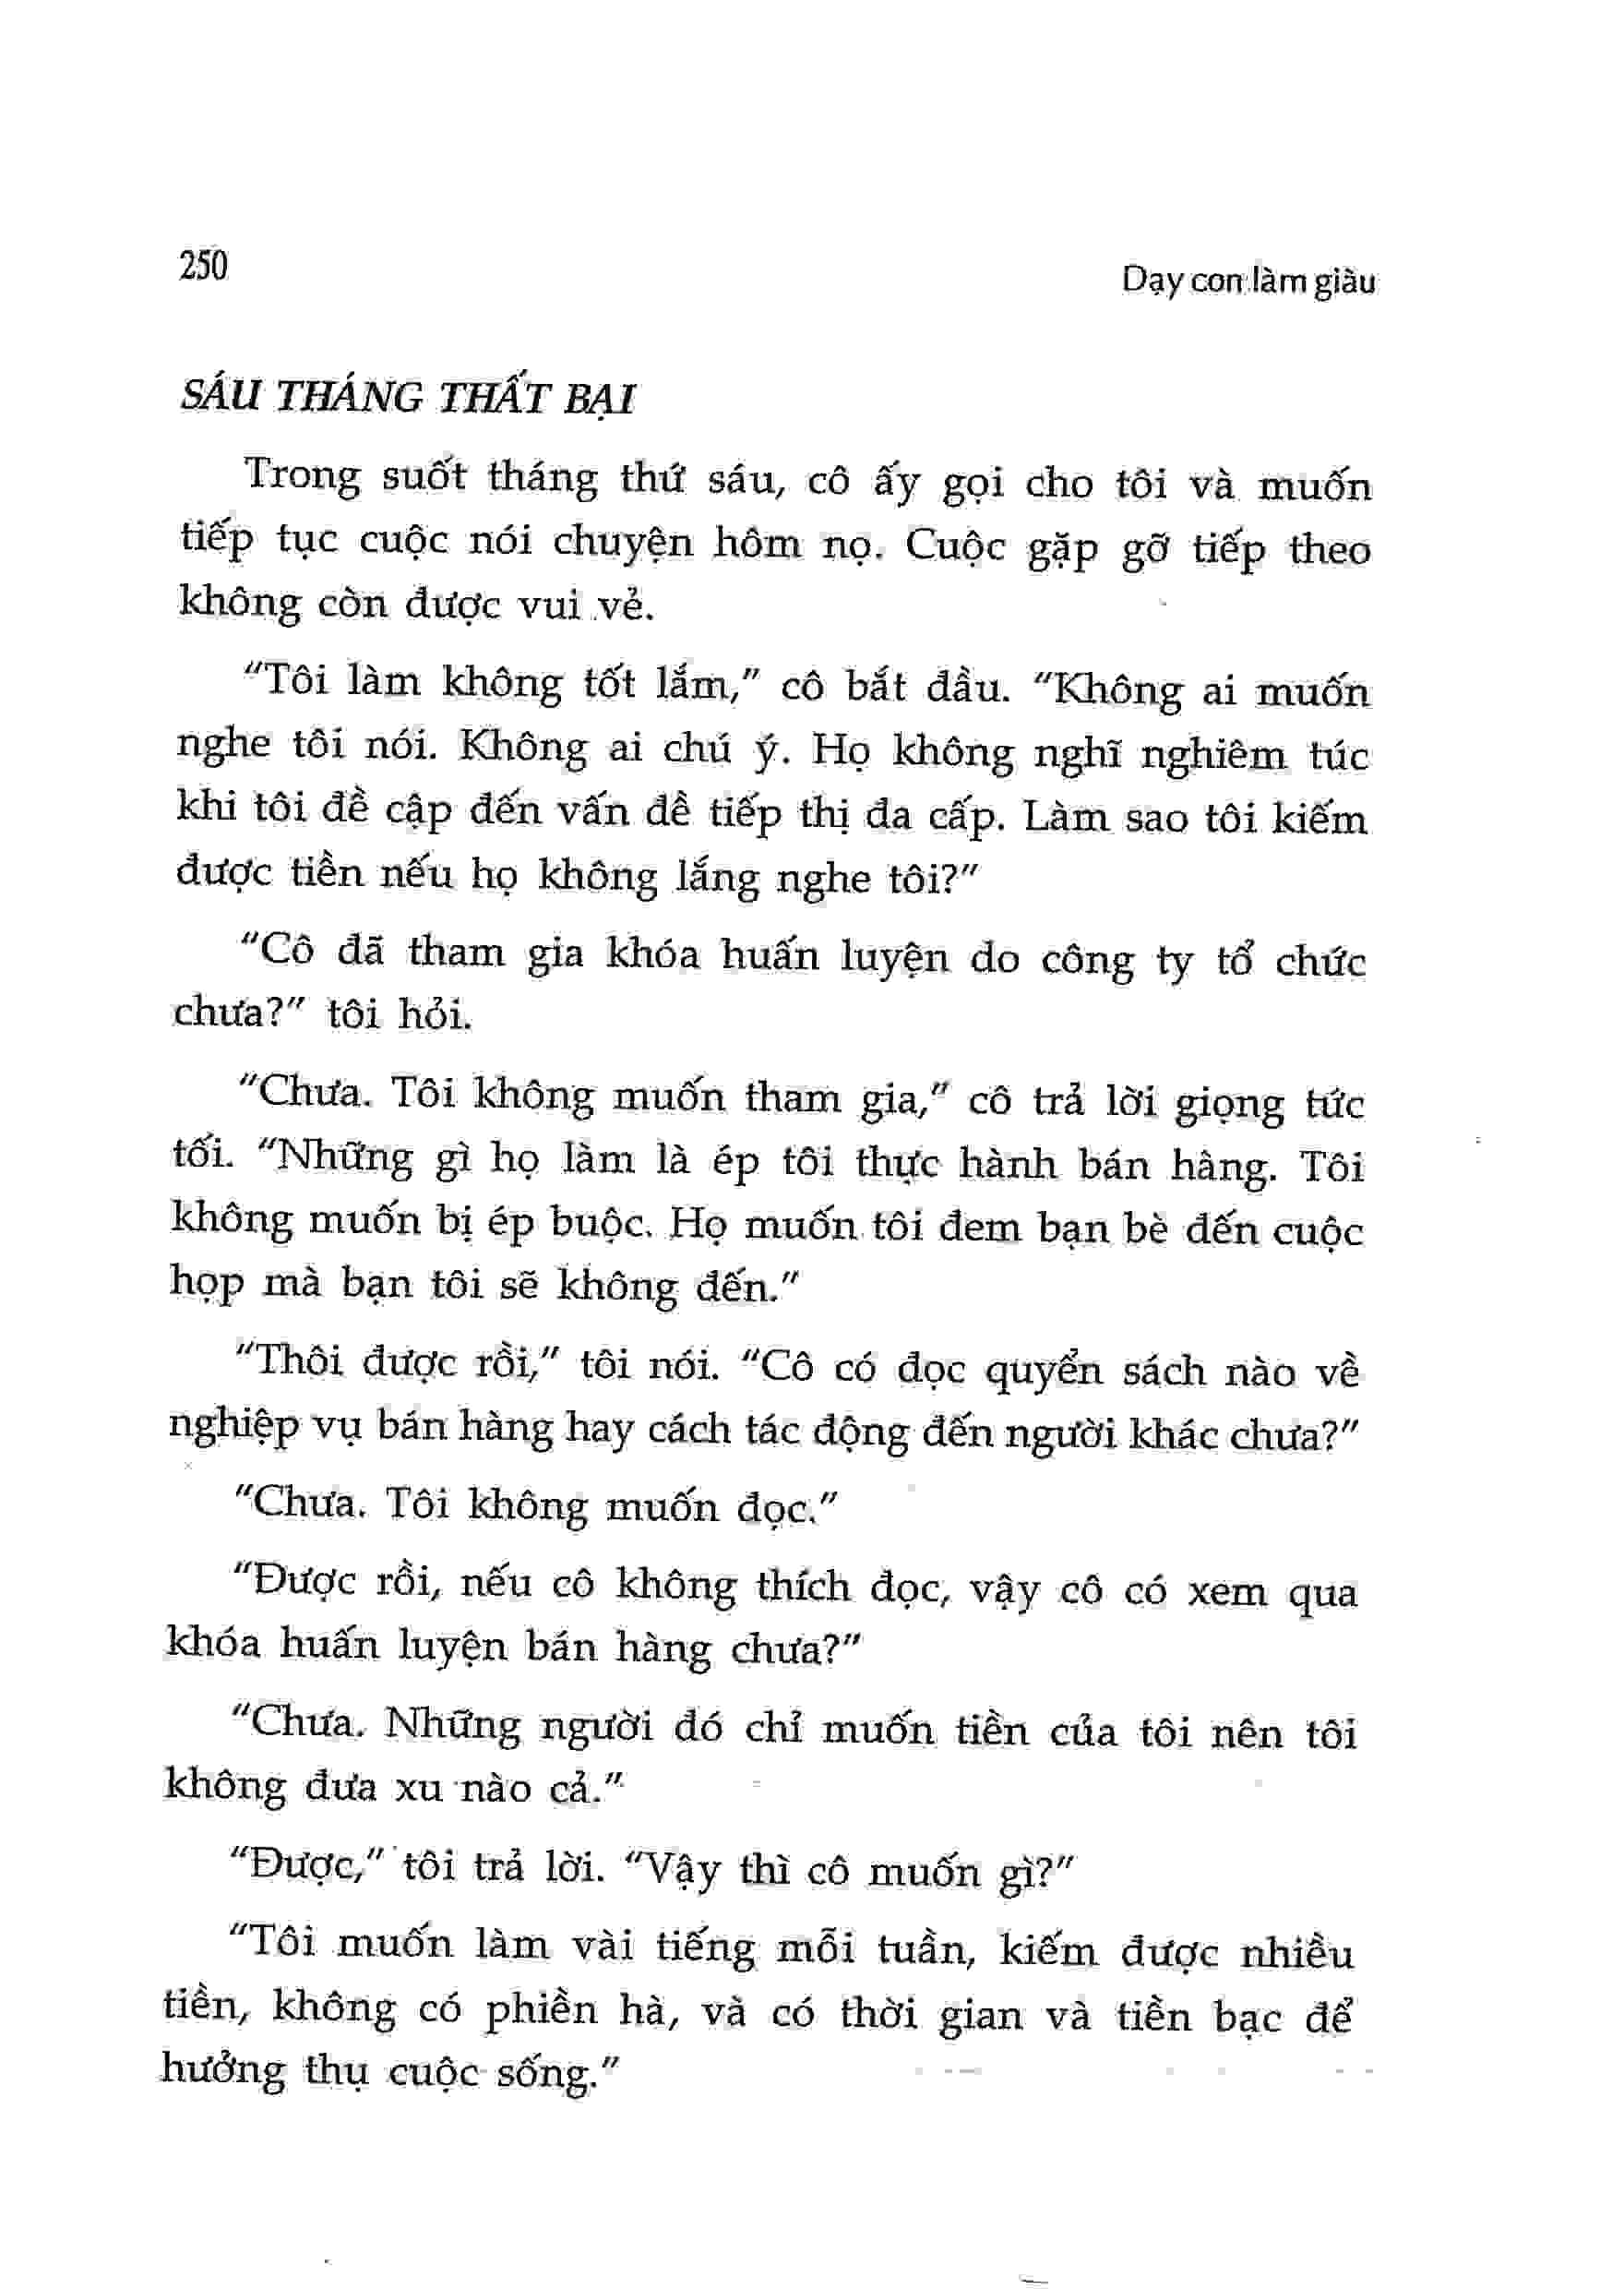 250
Dạy con làm giàu
SÁU THÁNG THẤT BẠI
Trong suốt tháng thứ sáu, cô ấy gọi cho tôi và muốn
tiếp tục cuộc nói chuyện hôm nọ. Cuộc gặp gỡ tiếp theo
không còn được vui vẻ.
“Tôi làm không tốt lắm,” cô bắt đầu. “Không ai muốn
nghe tôi nói. Không ai chú ý. Họ không nghĩ nghiêm túc
khi tôi đề cập đến vấn đề tiếp thị đa cấp. Làm sao tôi kiếm
được tiền nếu họ không lắng nghe tôi?”
“Cô đã tham gia khóa huấn luyện do công ty tổ chức
chưa?” tôi hỏi.
“Chưa. Tôi không muốn tham gia,” cô trả lời giọng tức
tối. “Những gì họ làm là ép tôi thực hành bán hàng. Tôi
không muốn bị ép buộc. Họ muốn tôi đem bạn bè đến cuộc
họp mà bạn tôi sẽ không đến.”
“Thôi được rồi,” tôi nói. “Cô có đọc quyển sách nào về
nghiệp vụ bán hàng hay cách tác động đến người khác chưa?”
“Chưa. Tôi không muốn đọc.”
“Được rồi, nếu cô không thích đọc, vậy cô có xem qua
khóa huấn luyện bán hàng chưa?”
“Chưa. Những người đó chỉ muốn tiền của tôi nên tôi
không đưa xu nào cả.”
“Được,” tôi trả lời. “Vậy thì cô muốn gì?”
“Tôi muốn làm vài tiếng mỗi tuần, kiếm được nhiều
tiền, không có phiền hà, và có thời gian và tiền bạc để
hưởng thụ cuộc sống.”